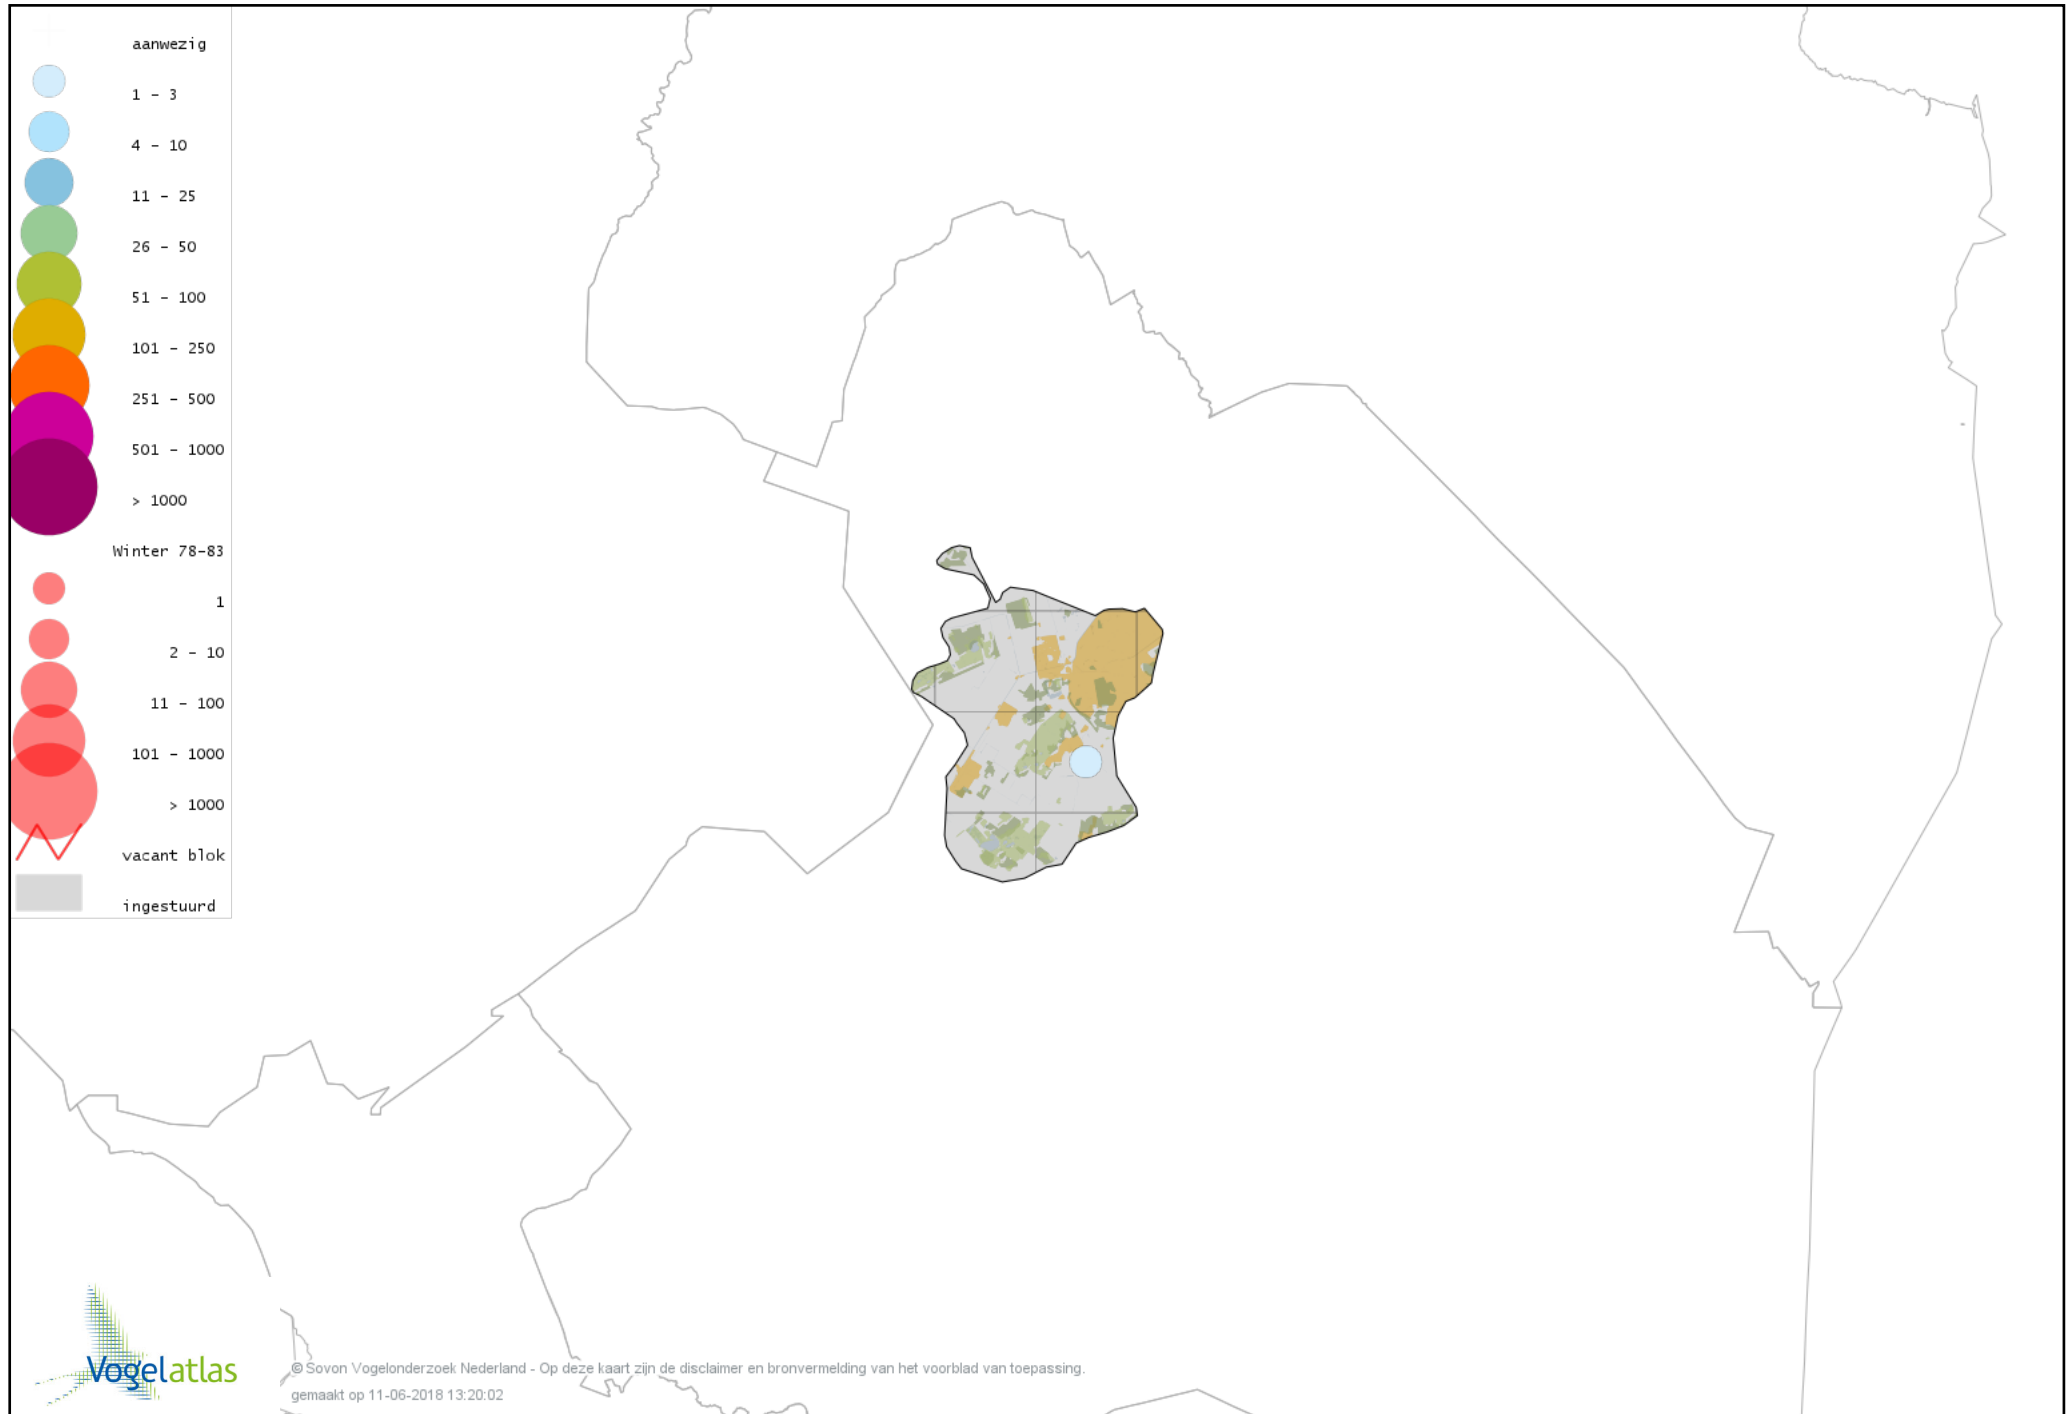 aanwezig
1 - 3
4 - 10
11 - 25
26 - 50
51 - 100
101 - 250
251 - 500
501 - 1000
> 1000
Winter 78-83
1
2 - 10
11 - 100
101 - 1000
> 1000
vacant blok
ingestuurd
Vogelatlas
© Sovon Vogelonderzoek Nederland - Op deze kaart zijn de disclaimer en bronvermelding van het voorblad van toepassing.
gemaakt op 11-06-2018 13:20:02